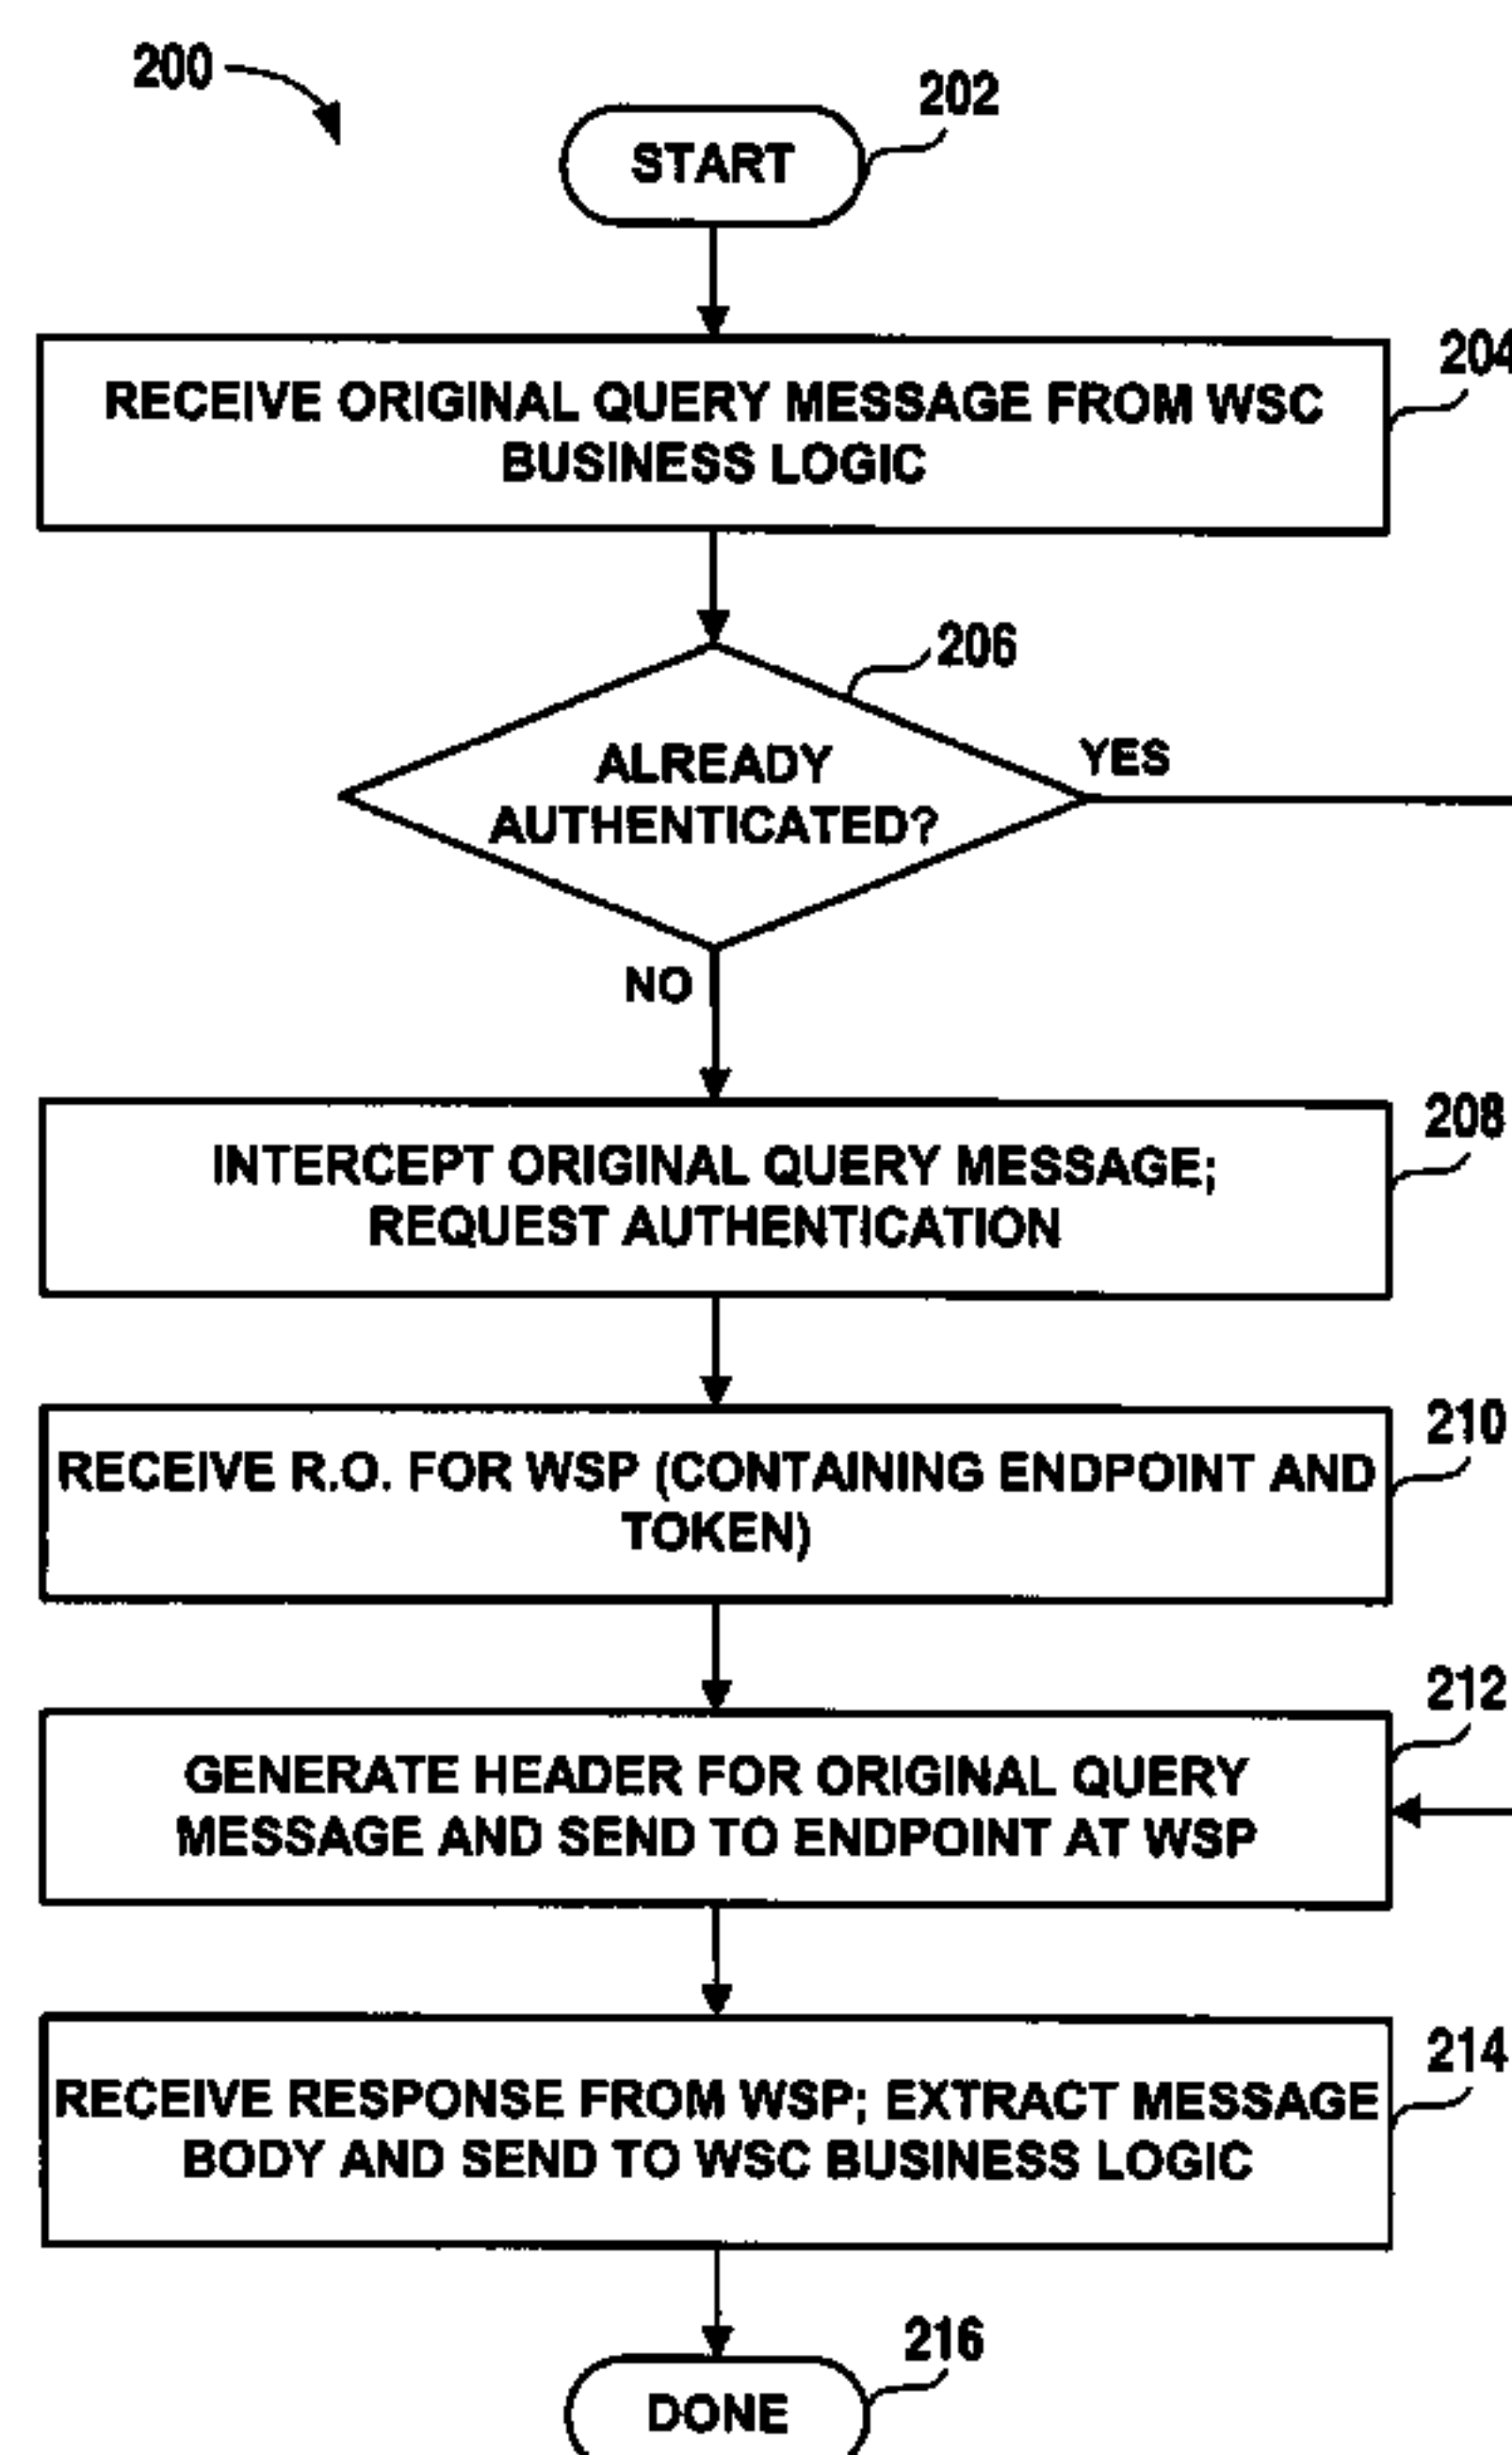 200
202
START
204
RECEIVE ORIGINAL QUERY MESSAGE FROM WSC
BUSINESS LOGIC
206
ALREADY
AUTHENTICATED?
YES
NO
208
INTERCEPT ORIGINAL QUERY MESSAGE;
REQUEST AUTHENTICATION
210
RECEIVE R.O. FOR WSP (CONTAINING ENDPOINT AND
TOKEN)
212
GENERATE HEADER FOR ORIGINAL QUERY
MESSAGE AND SEND TO ENDPOINT AT WSP
214
RECEIVE RESPONSE FROM WSP; EXTRACT MESSAGE
BODY AND SEND TO WSC BUSINESS LOGIC
216
DONE